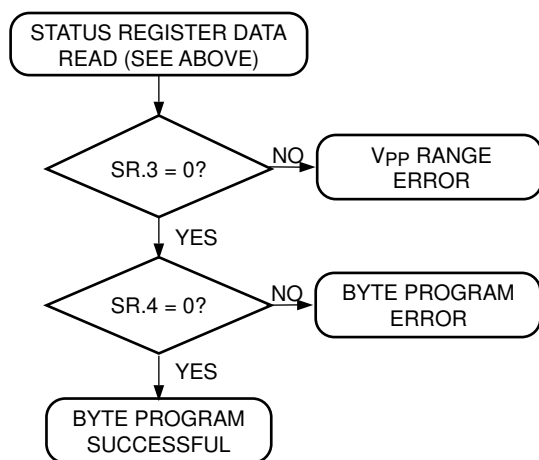 STATUS REGISTER DATA
READ (SEE ABOVE)
SR.3 = 0?
NO
VPP RANGE
ERROR
YES
SR.4 = 0?
NO
BYTE PROGRAM
ERROR
YES
BYTE PROGRAM
SUCCESSFUL